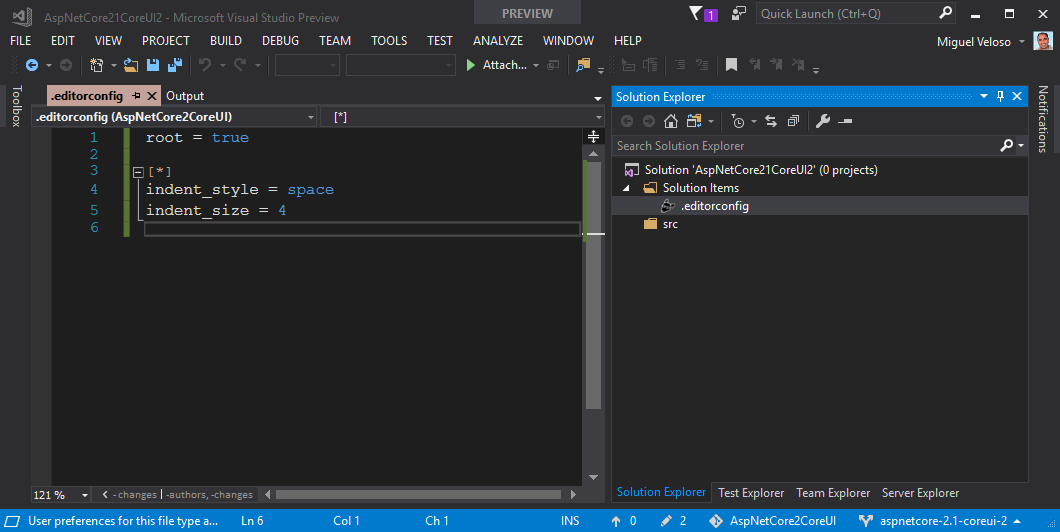 AspNetCore21CoreUI2 - Microsoft Visual Studio Preview
PREVIEW
1
Quick Launch (Ctrl+Q)
FILE EDIT VIEW PROJECT BUILD DEBUG TEAM TOOLS TEST ANALYZE WINDOW HELP
Miguel Veloso
Attach...
Toolbox
.editorconfig
Output
.editorconfig (AspNetCore2CoreUI)
[*]
1 root = true
2
3 [*]
4 indent_style = space
5 indent_size = 4
6
121 %
- changes | -authors, -changes
Solution Explorer
Search Solution Explorer
Solution 'AspNetCore21CoreUI2' (0 projects)
Solution Items
.editorconfig
src
Solution Explorer Test Explorer Team Explorer Server Explorer
Notifications
User preferences for this file type a... Ln 6 Col 1 Ch 1 INS 0 2 AspNetCore2CoreUI aspnetcore-2.1-coreui-2